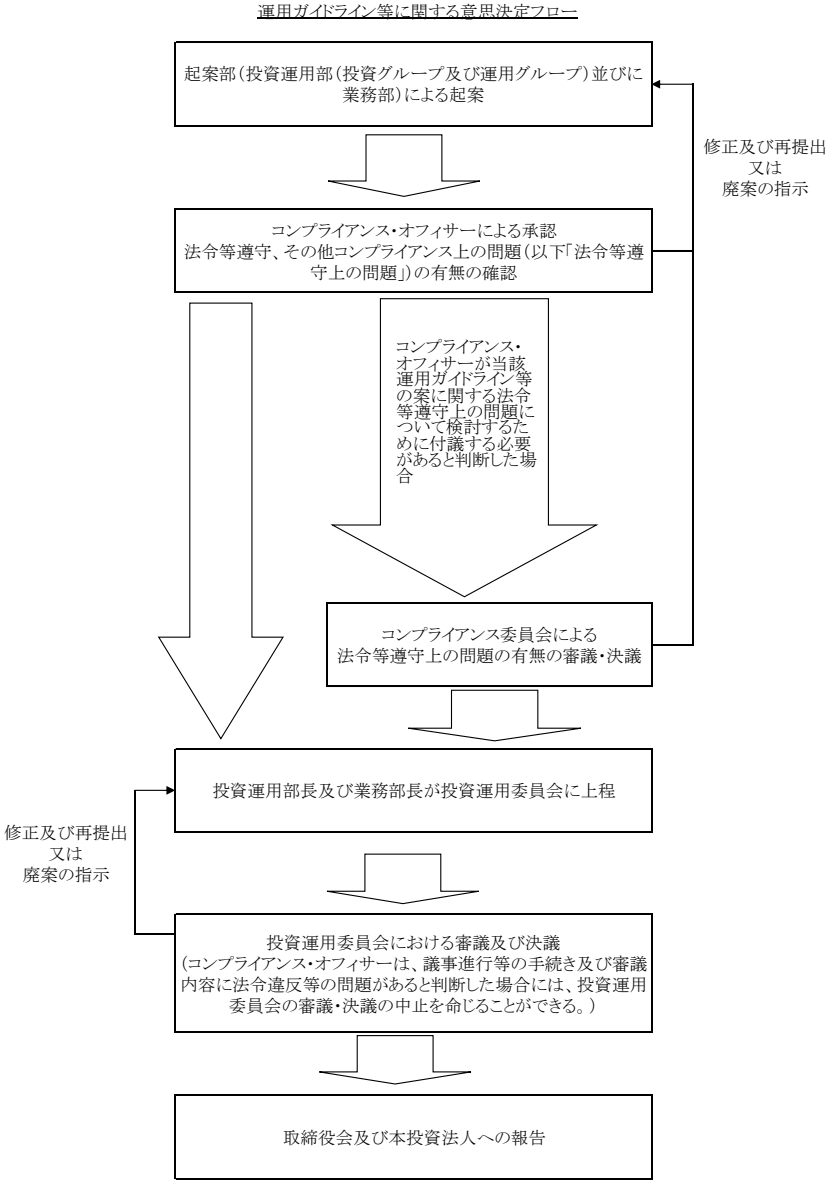 運用ガイドライン等に関する意思決定フロー
起案部(投資運用部(投資グループ及び運用グループ)並びに
業務部)による起案
修正及び再提出
又は
廃案の指示
コンプライアンス・オフィサーによる承認
法令等遵守、その他コンプライアンス上の問題(以下「法令等遵
守上の問題」)の有無の確認
コンプライアンス・
オフィサーが当該
運用ガイドライン等
の案に関する法令
等遵守上の問題に
ついて検討するた
めに付議する必要
があると判断した場
合
コンプライアンス委員会による
法令等遵守上の問題の有無の審議・決議
投資運用部長及び業務部長が投資運用委員会に上程
修正及び再提出
又は
廃案の指示
投資運用委員会における審議及び決議
(コンプライアンス・オフィサーは、議事進行等の手続き及び審議
内容に法令違反等の問題があると判断した場合には、投資運用
委員会の審議・決議の中止を命じることができる。)
取締役会及び本投資法人への報告